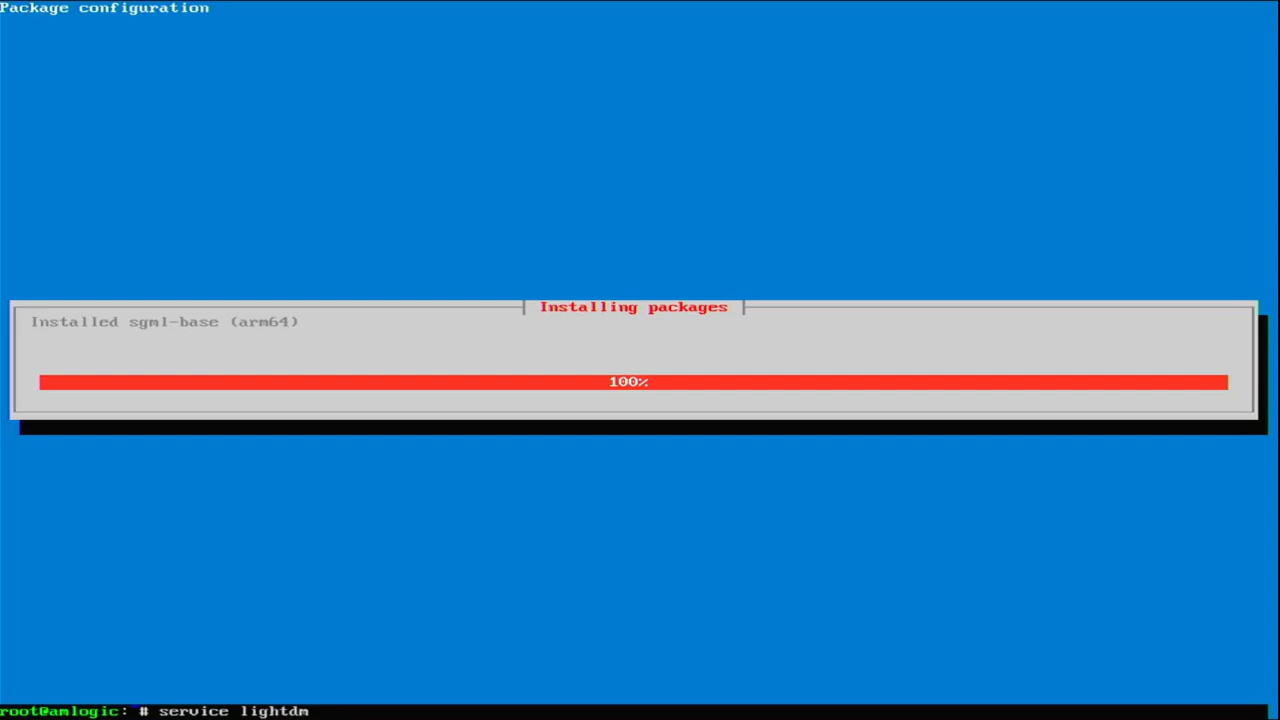 Package configuration
Installing packages
Installed sgml-base (arm64)
100%
root@amlogic:~# service lightdm